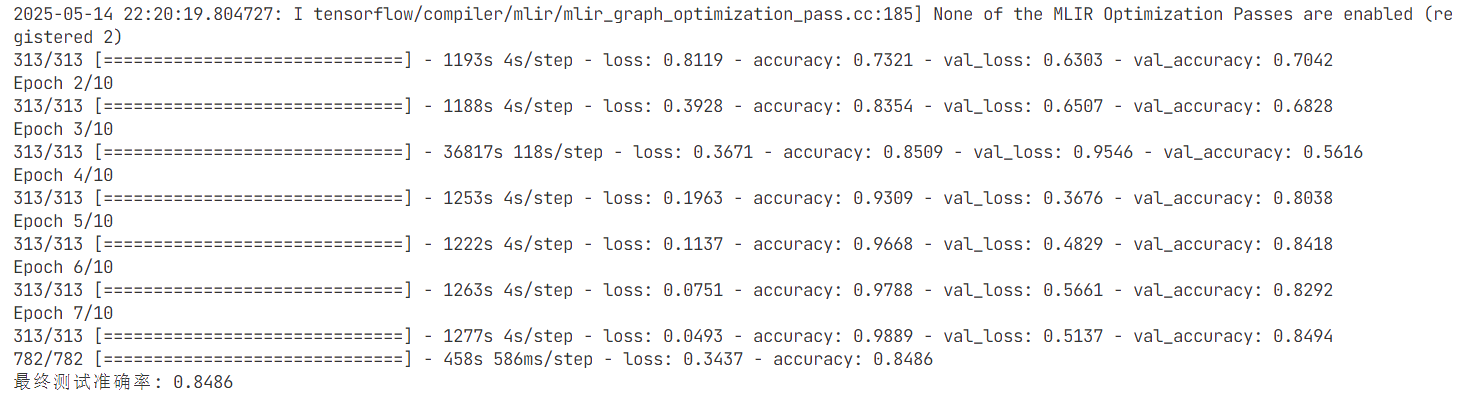 2025-05-14 22:20:19.804727: I tensorflow/compiler/mlir/mlir_graph_optimization_pass.cc:185] None of the MLIR Optimization Passes are enabled (re
gistered 2)
313/313 [==============================] - 1193s 4s/step - loss: 0.8119 - accuracy: 0.7321 - val_loss: 0.6303 - val_accuracy: 0.7042
Epoch 2/10
313/313 [==============================] - 1188s 4s/step - loss: 0.3928 - accuracy: 0.8354 - val_loss: 0.6507 - val_accuracy: 0.6828
Epoch 3/10
313/313 [==============================] - 36817s 118s/step - loss: 0.3671 - accuracy: 0.8509 - val_loss: 0.9546 - val_accuracy: 0.5616
Epoch 4/10
313/313 [==============================] - 1253s 4s/step - loss: 0.1963 - accuracy: 0.9309 - val_loss: 0.3676 - val_accuracy: 0.8038
Epoch 5/10
313/313 [==============================] - 1222s 4s/step - loss: 0.1137 - accuracy: 0.9668 - val_loss: 0.4829 - val_accuracy: 0.8418
Epoch 6/10
313/313 [==============================] - 1263s 4s/step - loss: 0.0751 - accuracy: 0.9788 - val_loss: 0.5661 - val_accuracy: 0.8292
Epoch 7/10
313/313 [==============================] - 1277s 4s/step - loss: 0.0493 - accuracy: 0.9889 - val_loss: 0.5137 - val_accuracy: 0.8494
782/782 [==============================] - 458s 586ms/step - loss: 0.3437 - accuracy: 0.8486
最终测试准确率: 0.8486